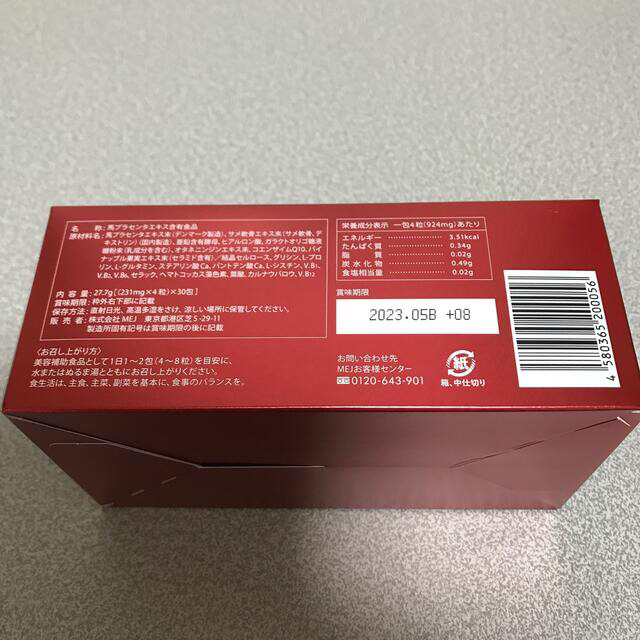 名　　称：馬プラセンタエキス含有食品
原材料名：馬プラセンタエキス末（デンマーク製造）、サメ軟骨エキス末（サメ軟骨、デ
キストリン）（国内製造）、亜鉛含有酵母、ヒアルロン酸、ガラクトオリゴ糖液
糖粉末（乳成分を含む）、オタネニンジンエキス末、コエンザイムQ10、パイ
ナップル果実エキス末（セラミド含有）／結晶セルロース、グリシン、L-プロ
リン、L-グルタミン、ステアリン酸Ca、パントテン酸Ca、L-シスチン、V.B₁、
V.B₂、V.B₆、セラック、ヘマトコッカス藻色素、葉酸、カルナウバロウ、V.B₁₂
内 容 量：27.7g［（231mg×4粒）×30包］
賞味期限：枠外右下部に記載
保存方法：直射日光、高温多湿をさけ、涼しい場所に保管してください。
販 売 者：株式会社 MEJ　東京都港区芝5-29-11
製造所固有記号は賞味期限の後に記載
〈お召し上がり方〉
美容補助食品として1日1〜2包（4〜8粒）を目安に、
水またはぬるま湯とともにお召し上がりください。
食生活は、主食、主菜、副菜を基本に、食事のバランスを。
栄養成分表示　一包4粒（924mg）あたり
エネルギー ………… 3.51kcal
たんぱく質 ………… 0.34g
脂質 ………… 0.02g
炭水化物 ………… 0.49g
食塩相当量 ………… 0.02g
賞味期限
2023.05B +08
お問い合わせ先
MEJお客様センター
0120-643-901
紙
箱、中仕切り
4 580365 200056